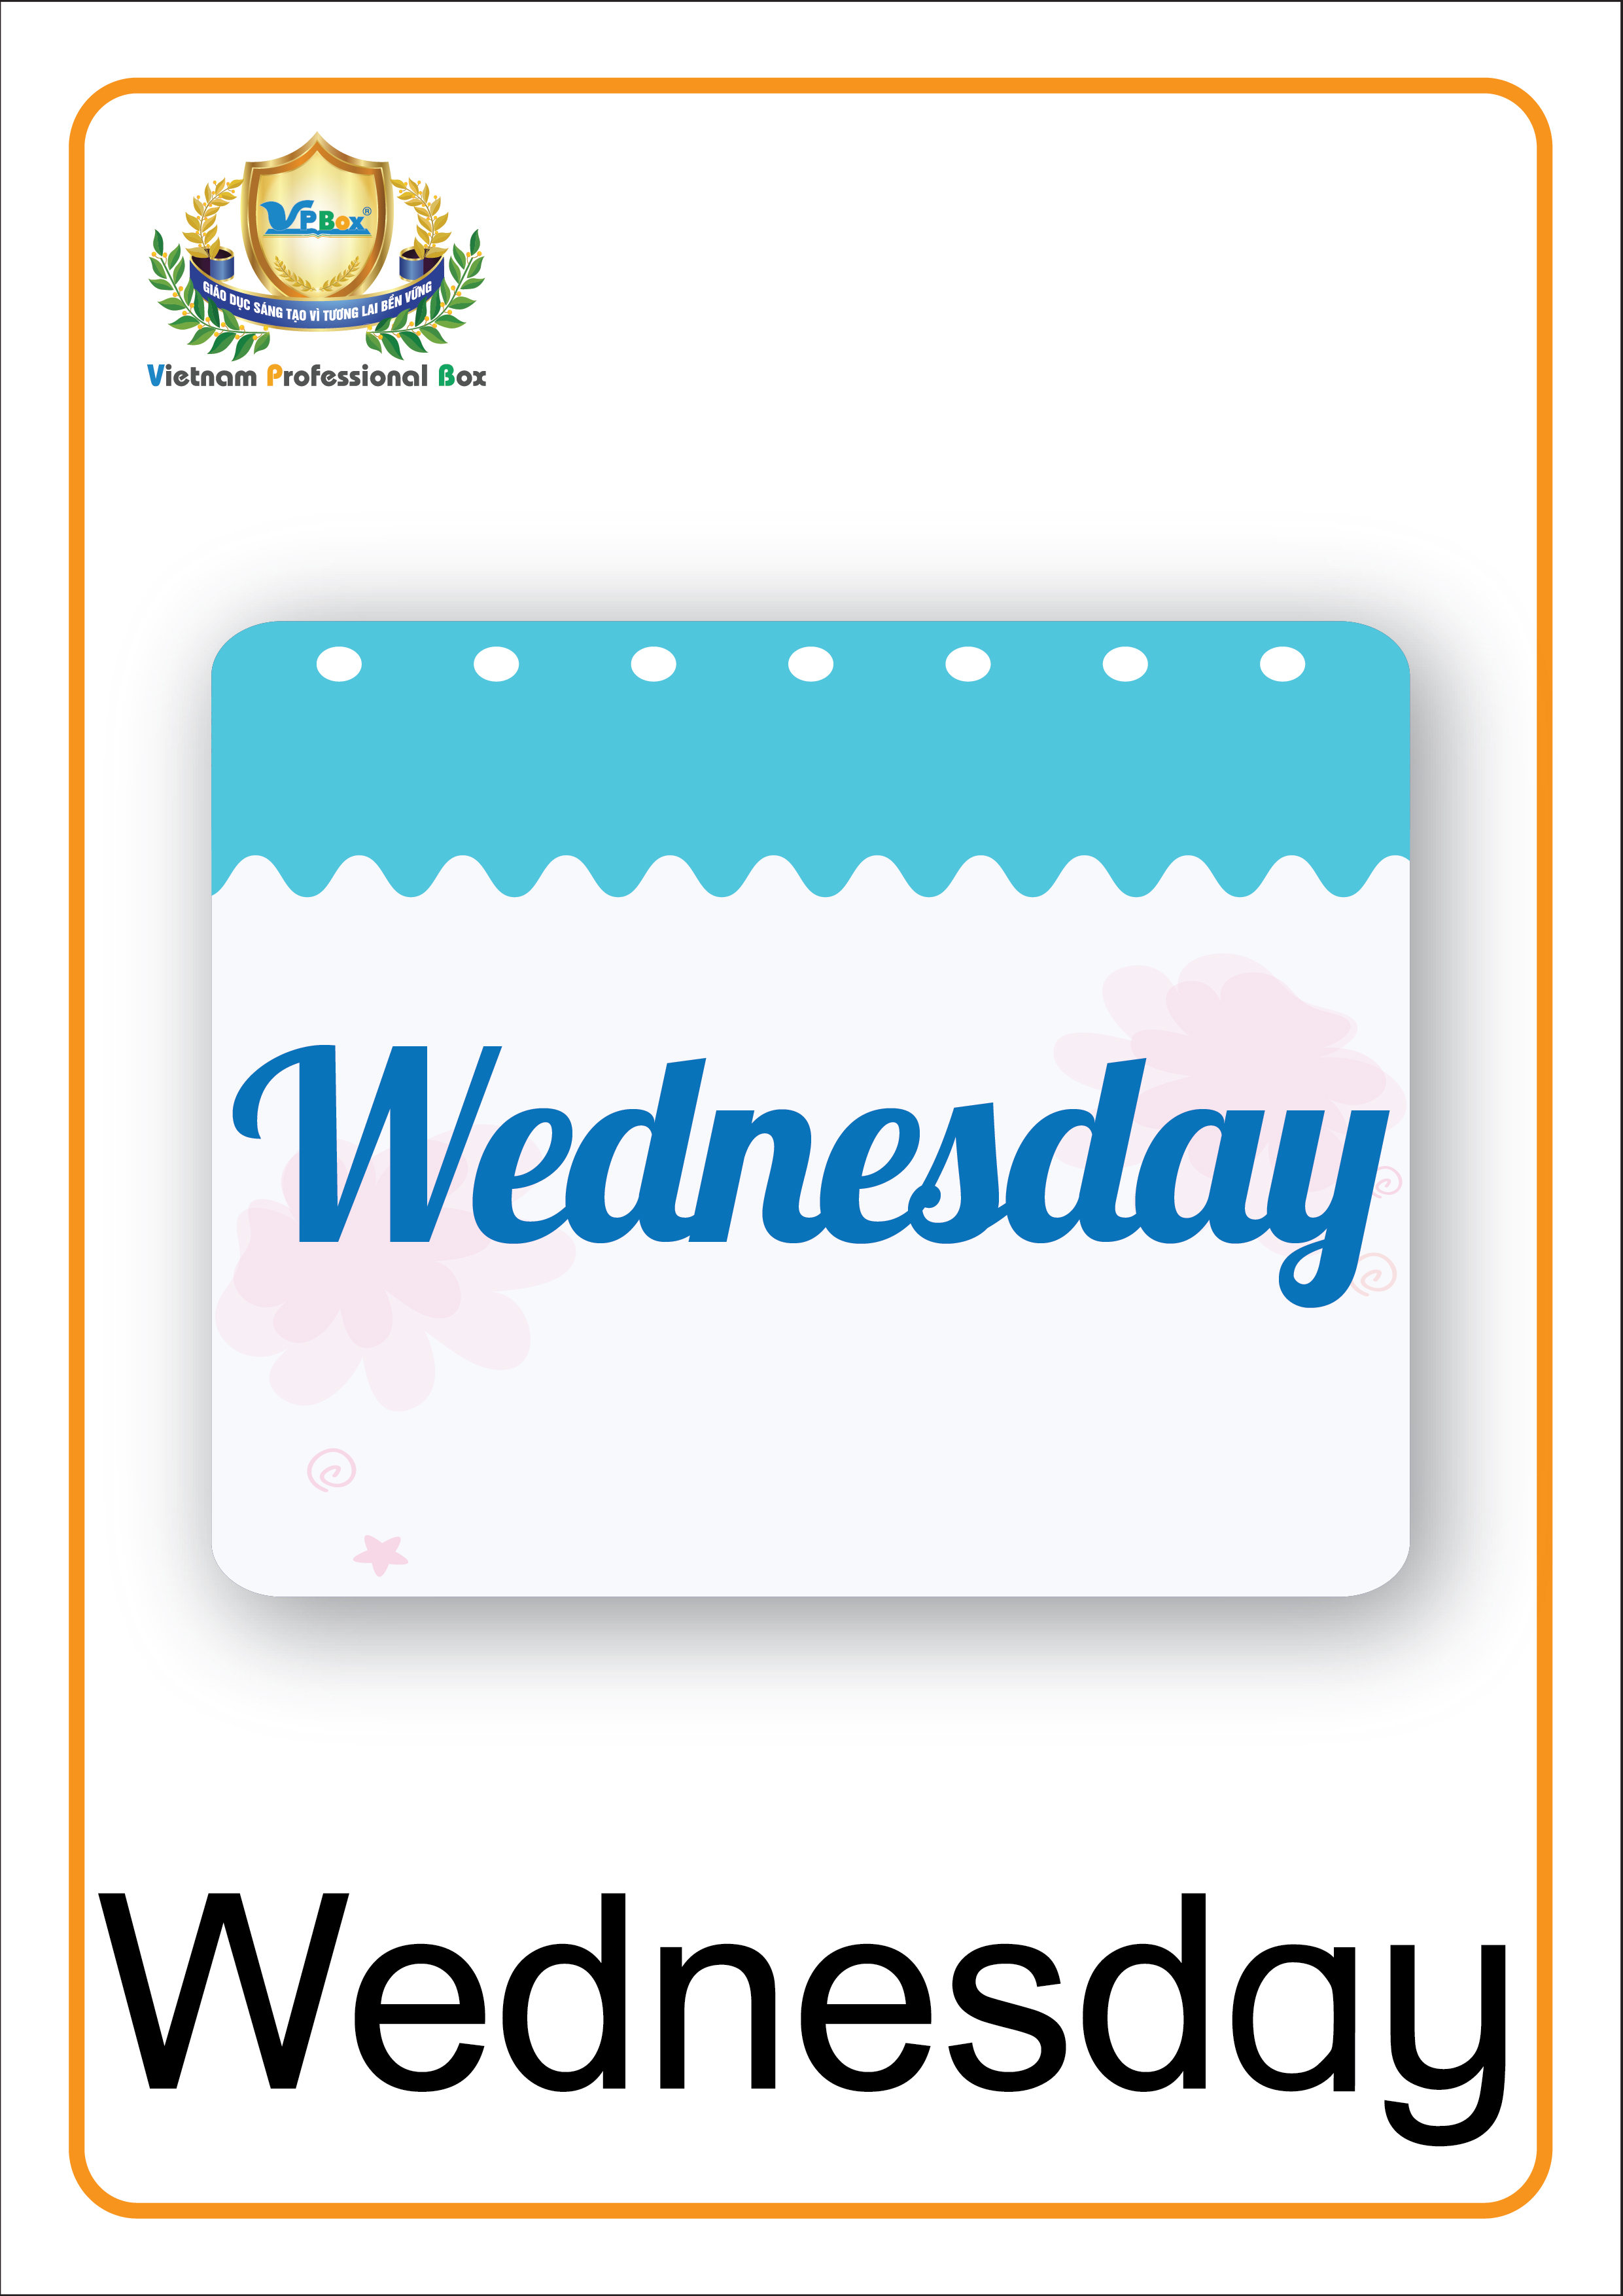 VPBox®
GIÁO DỤC SÁNG TẠO VÌ TƯƠNG LAI BỀN VỮNG
Vietnam Professional Box
Wednesday
Wednesday